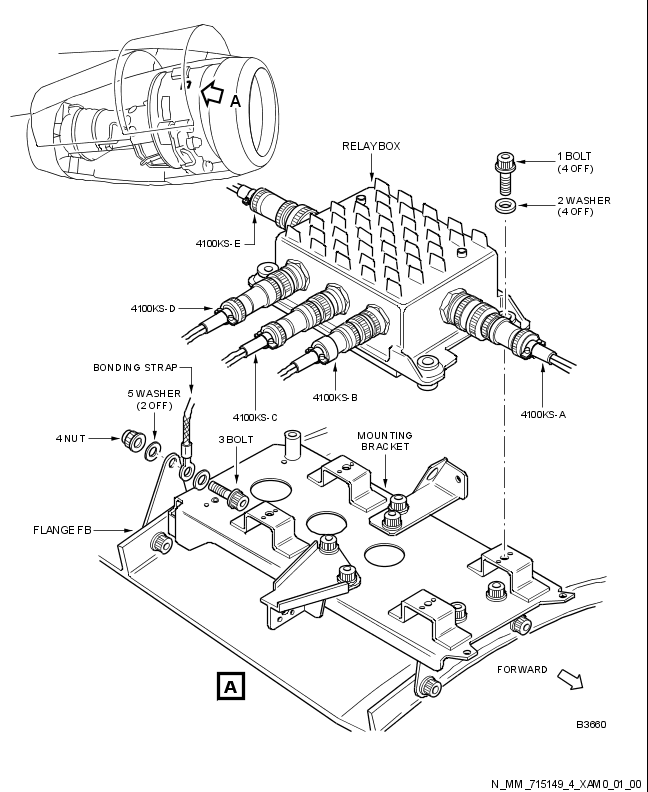 A
RELAYBOX
1 BOLT
(4 OFF)
2 WASHER
(4 OFF)
4100KS-E
4100KS-D
BONDING STRAP
5 WASHER
(2 OFF)
4100KS-B
4100KS-C
4100KS-A
4 NUT
3 BOLT
MOUNTING
BRACKET
FLANGE FB
FORWARD
A
B3660
N_MM_715149_4_XAM0_01_00